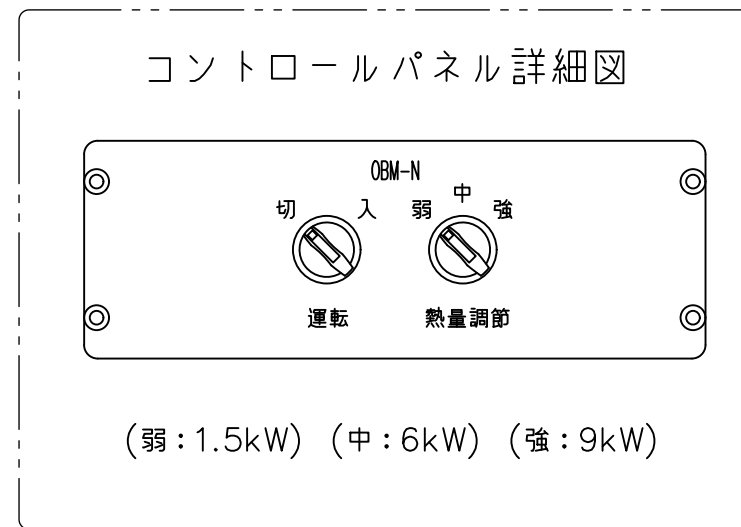 コントロールパネル詳細図
OBM-N
切 入 弱 中 強
運転 熱量調節
(弱：1.5kW) (中：6kW) (強：9kW)